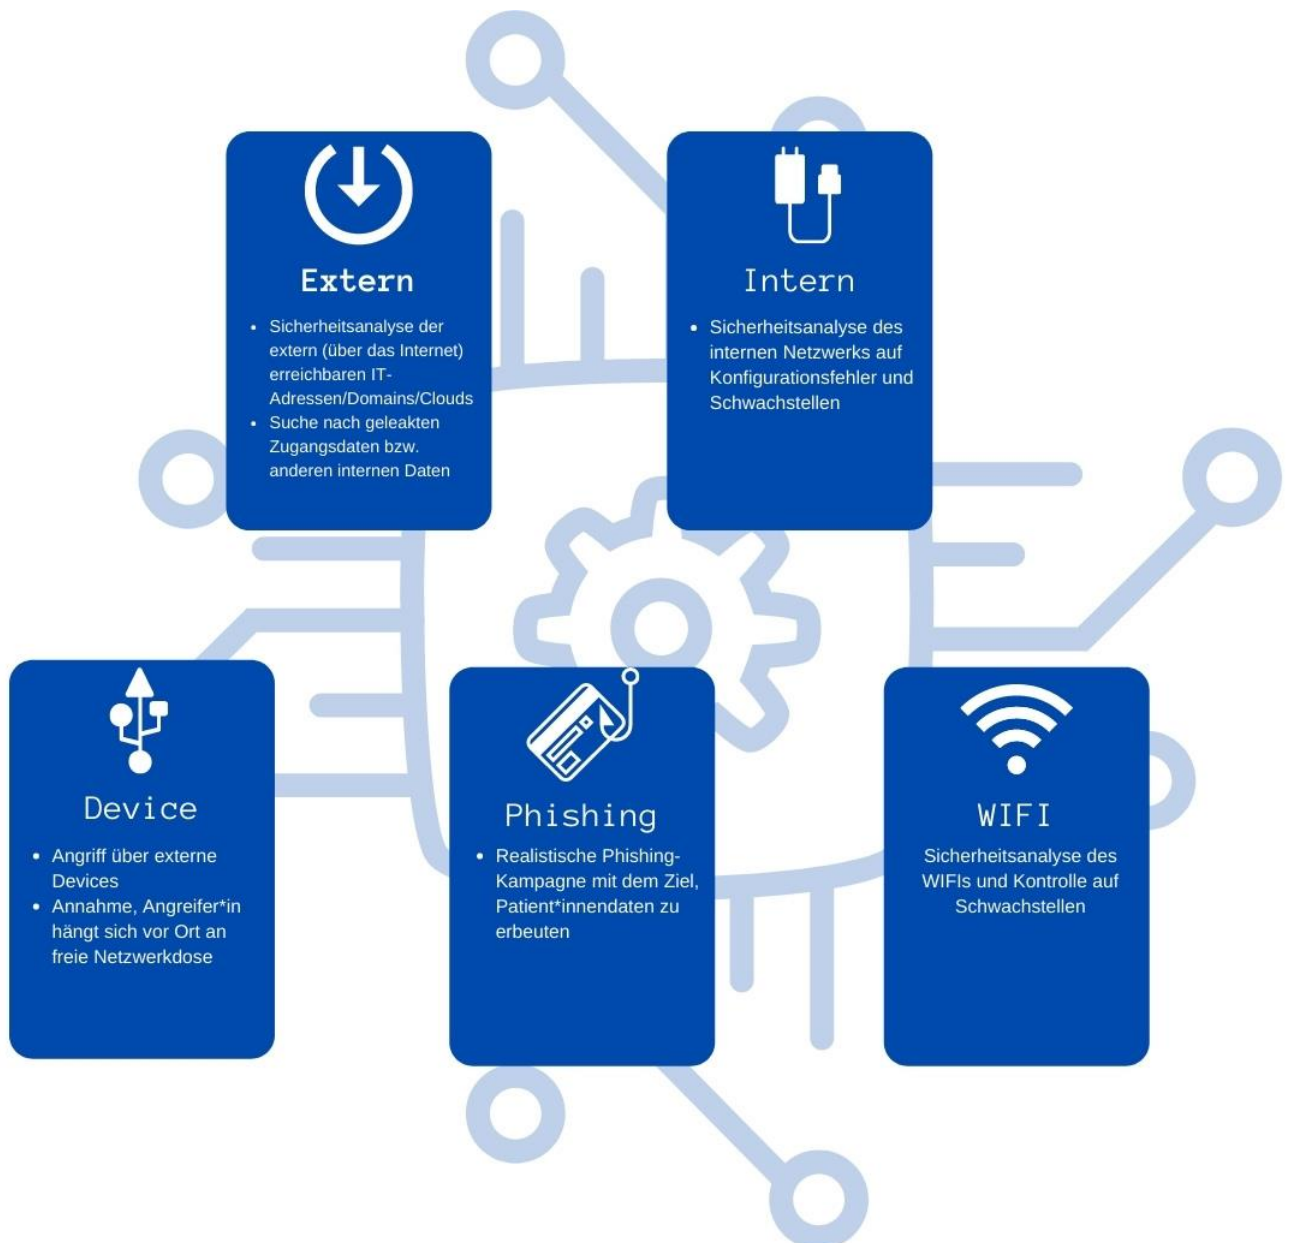 Extern
• Sicherheitsanalyse der
extern (über das Internet)
erreichbaren IT-
Adressen/Domains/Clouds
• Suche nach geleakten
Zugangsdaten bzw.
anderen internen Daten
Intern
• Sicherheitsanalyse des
internen Netzwerks auf
Konfigurationsfehler und
Schwachstellen
Device
• Angriff über externe
Devices
• Annahme, Angreifer*in
hängt sich vor Ort an
freie Netzwerkdose
Phishing
• Realistische Phishing-
Kampagne mit dem Ziel,
Patient*innendaten zu
erbeuten
WIFI
Sicherheitsanalyse des
WIFIs und Kontrolle auf
Schwachstellen